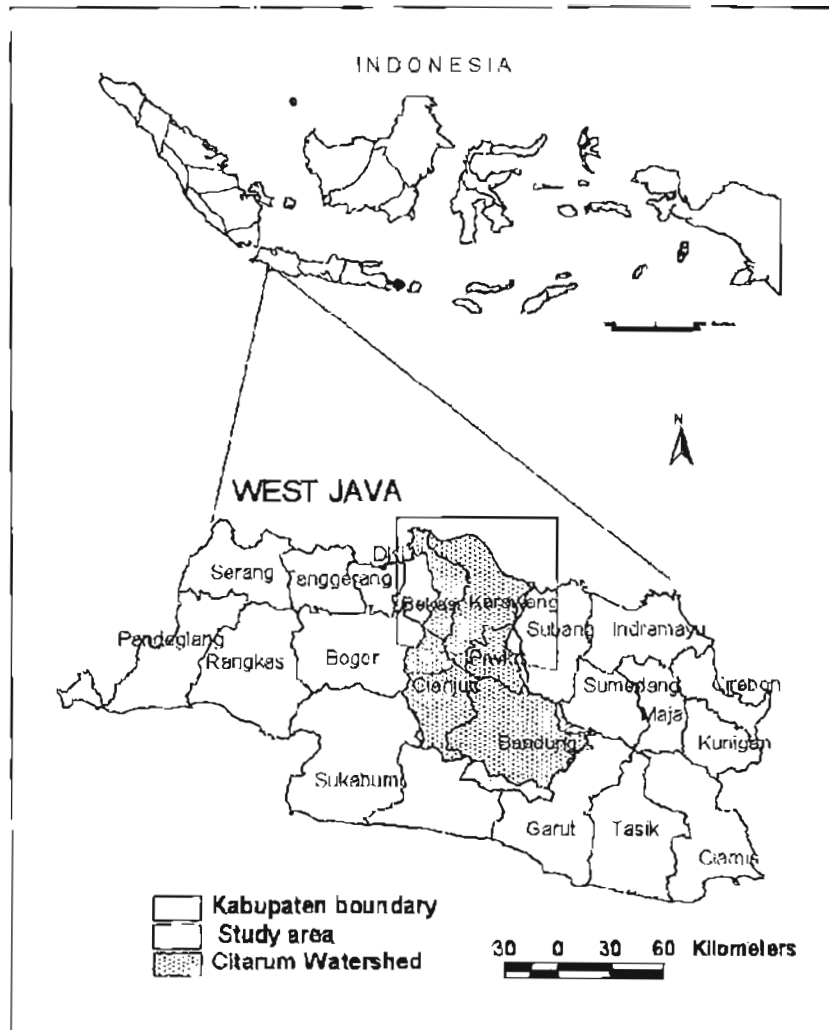 INDONESIA
N
WEST JAVA
DKI
Serang
Tanggerang
Bekasi
Karawang
Subang
Indramayu
Pandeglang
Rangkas
Bogor
Cianjur
Sumedang
Cirebon
Maja
Bandung
Kunigan
Sukabumi
Garut
Tasik
Ciamis
Kabupaten boundary
Study area
Citarum Watershed
30 0 30 60 Kilometers